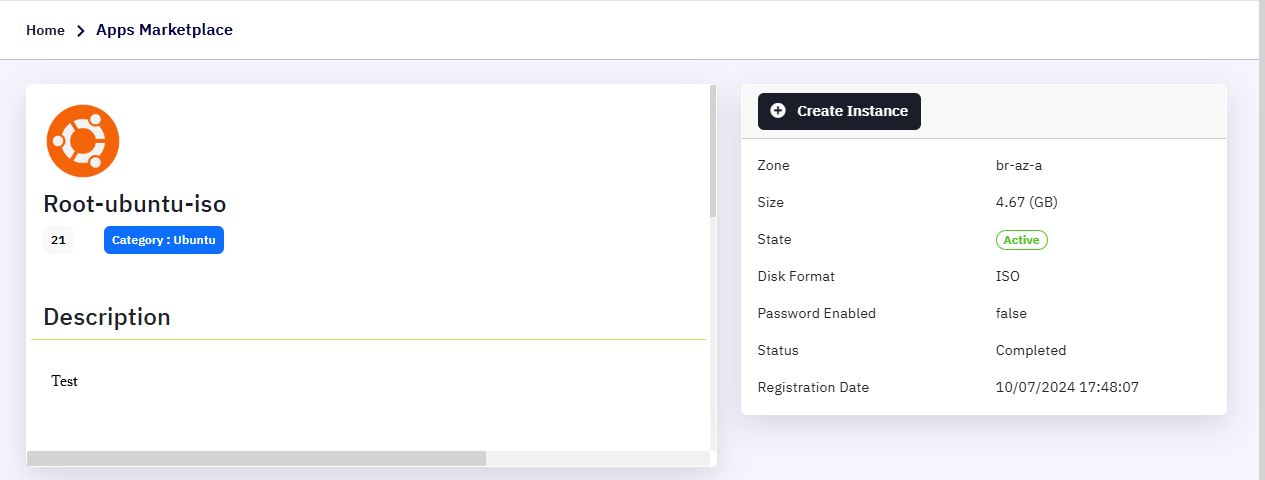 Home > Apps Marketplace
Root-ubuntu-iso
21 Category : Ubuntu
Description
Test
Create Instance
Zone br-az-a
Size 4.67 (GB)
State Active
Disk Format ISO
Password Enabled false
Status Completed
Registration Date 10/07/2024 17:48:07